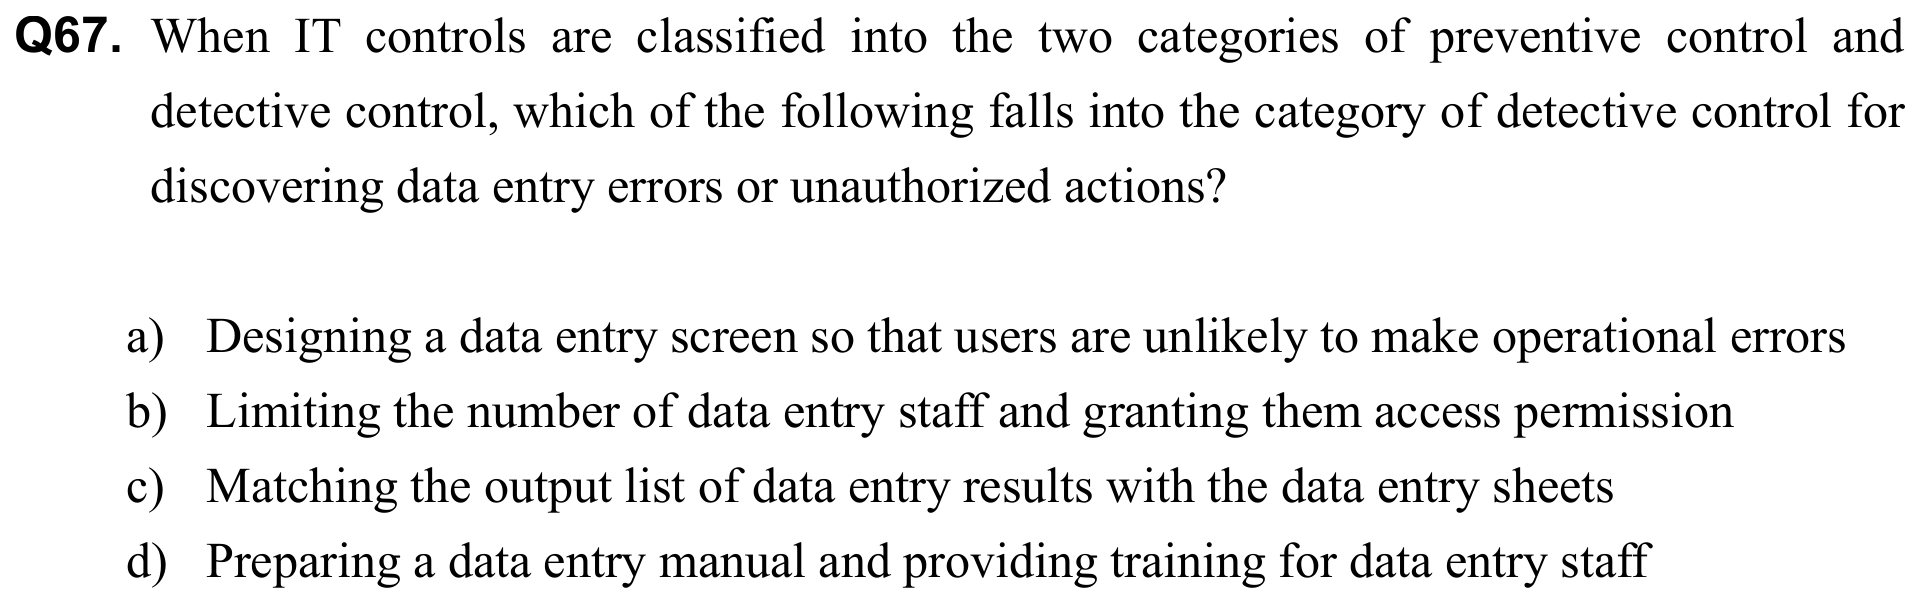 Q67. When IT controls are classified into the two categories of preventive control and
detective control, which of the following falls into the category of detective control for
discovering data entry errors or unauthorized actions?
a) Designing a data entry screen so that users are unlikely to make operational errors
b) Limiting the number of data entry staff and granting them access permission
c) Matching the output list of data entry results with the data entry sheets
d) Preparing a data entry manual and providing training for data entry staff